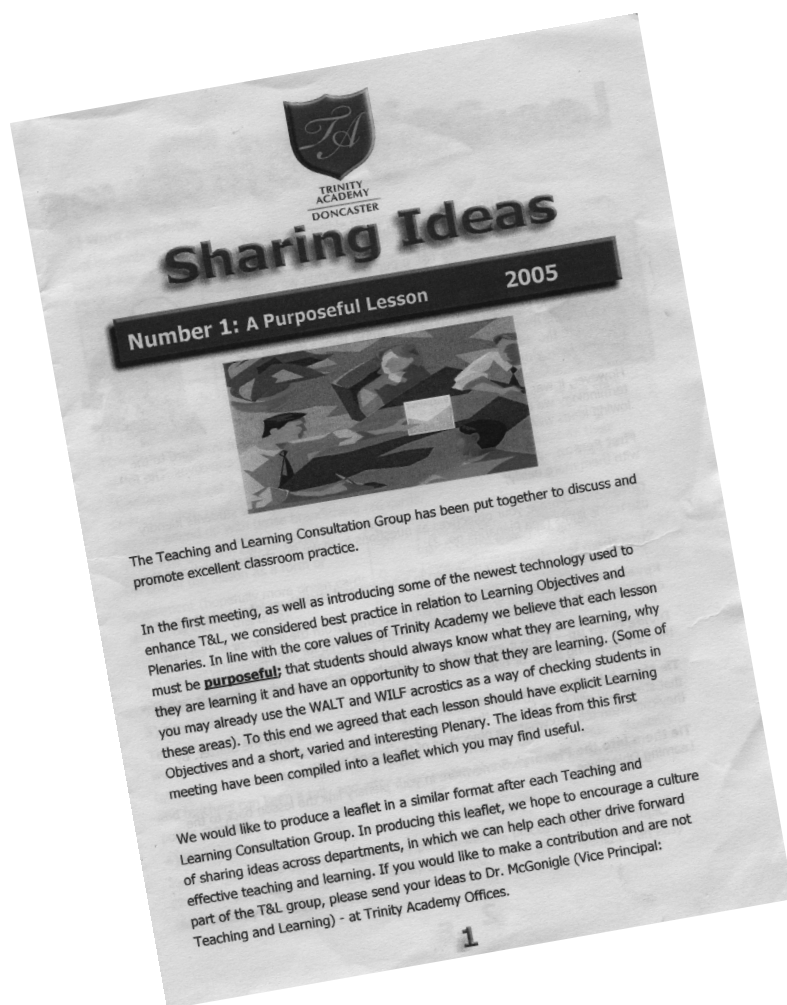 TA
TRINITY
ACADEMY
DONCASTER
Sharing Ideas
Number 1: A Purposeful Lesson 2005
The Teaching and Learning Consultation Group has been put together to discuss and
promote excellent classroom practice.
In the first meeting, as well as introducing some of the newest technology used to
enhance T&L, we considered best practice in relation to Learning Objectives and
Plenaries. In line with the core values of Trinity Academy we believe that each lesson
must be purposeful; that students should always know what they are learning, why
they are learning it and have an opportunity to show that they are learning. (Some of
you may already use the WALT and WILF acrostics as a way of checking students in
these areas). To this end we agreed that each lesson should have explicit Learning
Objectives and a short, varied and interesting Plenary. The ideas from this first
meeting have been compiled into a leaflet which you may find useful.
We would like to produce a leaflet in a similar format after each Teaching and
Learning Consultation Group. In producing this leaflet, we hope to encourage a culture
of sharing ideas across departments, in which we can help each other drive forward
effective teaching and learning. If you would like to make a contribution and are not
part of the T&L group, please send your ideas to Dr. McGonigle (Vice Principal:
Teaching and Learning) - at Trinity Academy Offices.
1